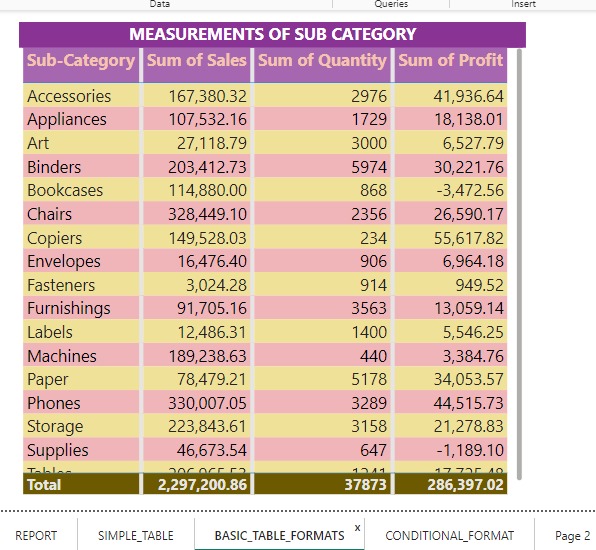 Data Queries Insert
MEASUREMENTS OF SUB CATEGORY
Sub-Category Sum of Sales Sum of Quantity Sum of Profit
Accessories 167,380.32 2976 41,936.64
Appliances 107,532.16 1729 18,138.01
Art 27,118.79 3000 6,527.79
Binders 203,412.73 5974 30,221.76
Bookcases 114,880.00 868 -3,472.56
Chairs 328,449.10 2356 26,590.17
Copiers 149,528.03 234 55,617.82
Envelopes 16,476.40 906 6,964.18
Fasteners 3,024.28 914 949.52
Furnishings 91,705.16 3563 13,059.14
Labels 12,486.31 1400 5,546.25
Machines 189,238.63 440 3,384.76
Paper 78,479.21 5178 34,053.57
Phones 330,007.05 3289 44,515.73
Storage 223,843.61 3158 21,278.83
Supplies 46,673.54 647 -1,189.10
Tables
Total 2,297,200.86 37873 286,397.02
REPORT SIMPLE_TABLE BASIC_TABLE_FORMATS x CONDITIONAL_FORMAT Page 2